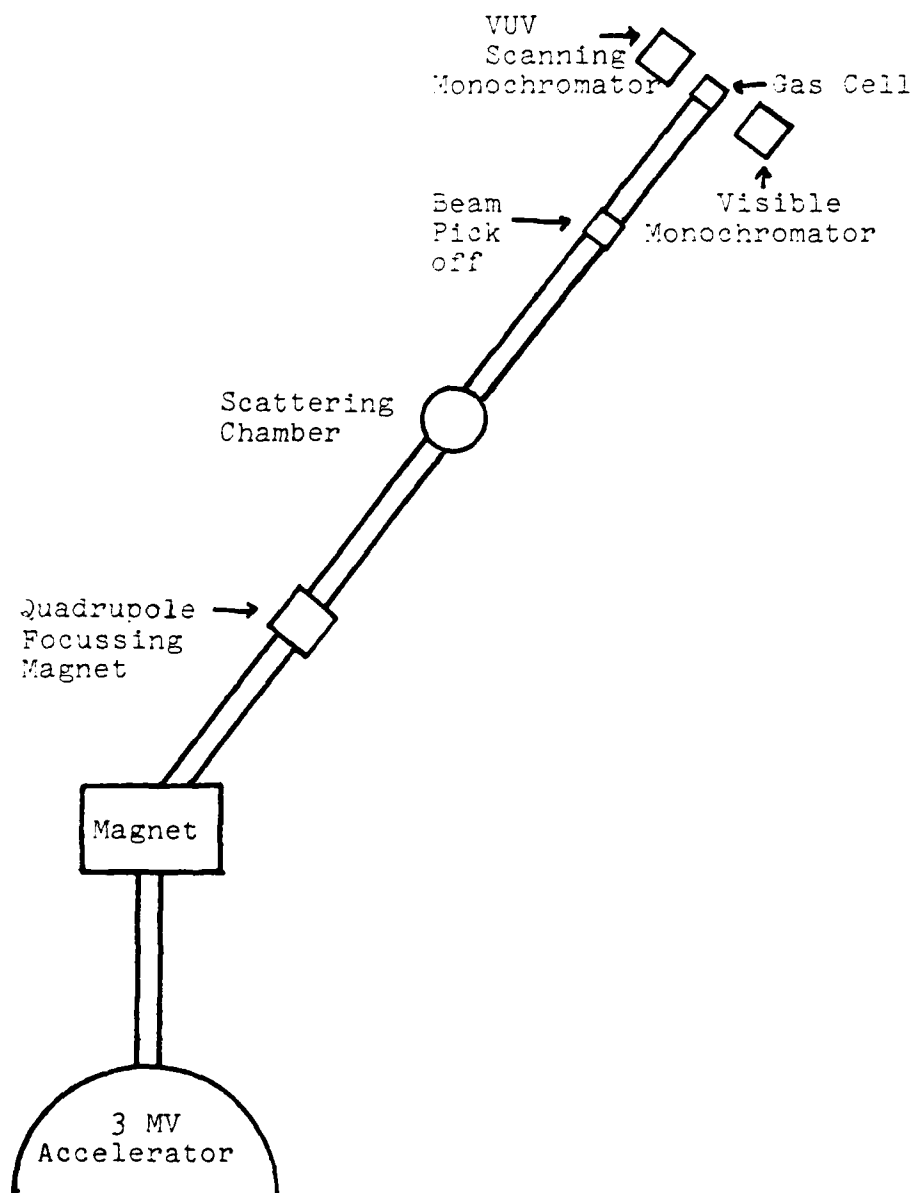 VUV
Scanning
Monochromator
Gas Cell
Beam
Pick
off
Visible
Monochromator
Scattering
Chamber
Quadrupole
Focussing
Magnet
Magnet
3 MV
Accelerator